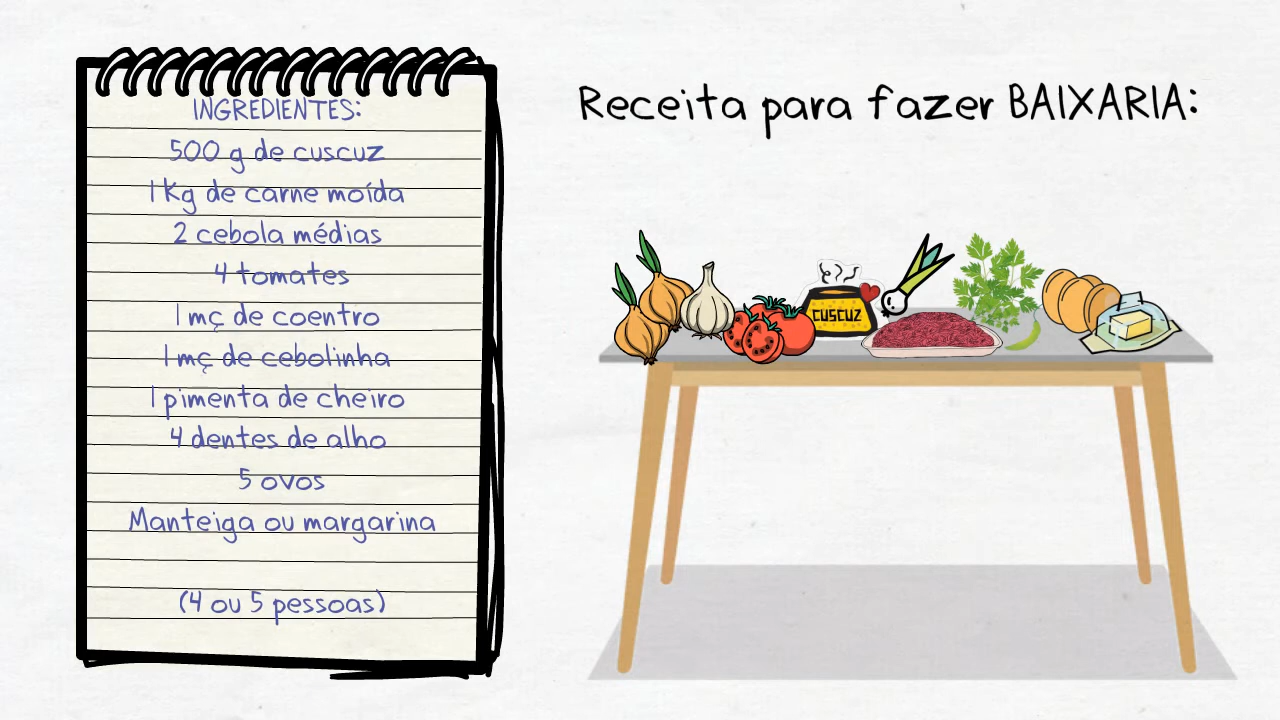 INGREDIENTES:
500 g de cuscuz
1 Kg de carne moída
2 cebola médias
4 tomates
1 mç de coentro
1 mç de cebolinha
1 pimenta de cheiro
4 dentes de alho
5 ovos
Manteiga ou margarina
(4 ou 5 pessoas)
Receita para fazer BAIXARIA:
CUSCUZ